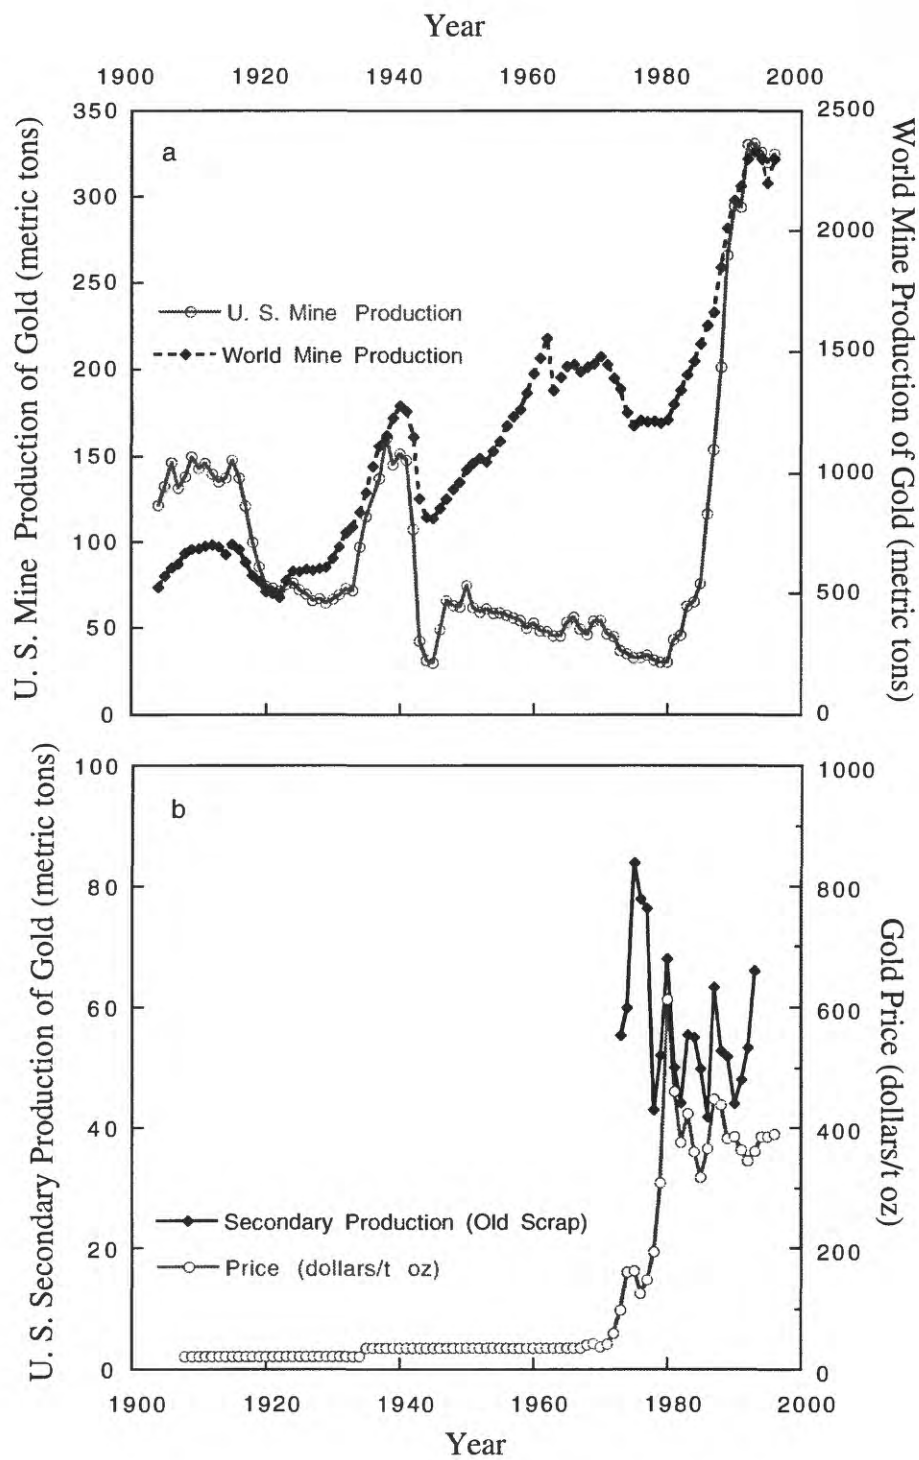 Year
1900 1920 1940 1960 1980 2000
350 2500
a
300
2000
250
U. S. Mine Production
World Mine Production
200 1500
150
1000
100
500
50
0 0
U. S. Mine Production of Gold (metric tons)
World Mine Production of Gold (metric tons)
100 1000
b
80 800
60 600
40 400
Secondary Production (Old Scrap)
20 200
Price (dollars/t oz)
0 0
U. S. Secondary Production of Gold (metric tons)
Gold Price (dollars/t oz)
1900 1920 1940 1960 1980 2000
Year